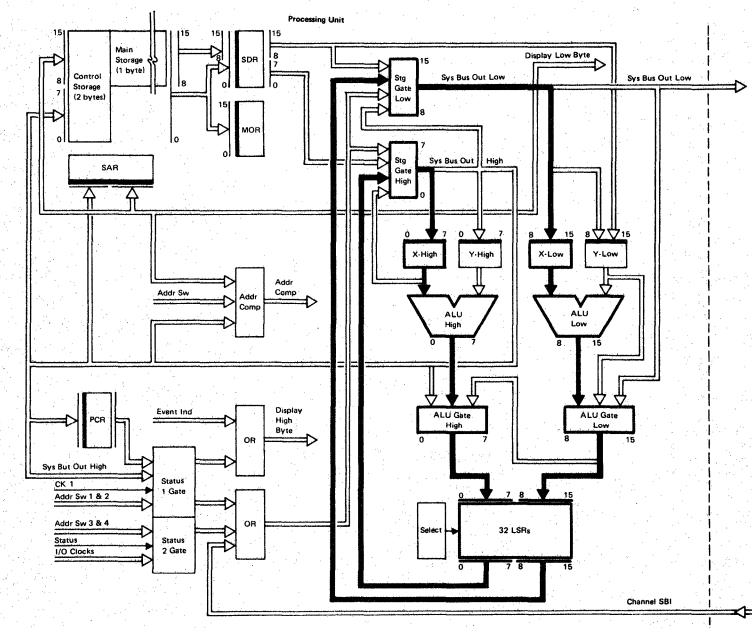 Processing Unit
15
15
15
15
Main
Storage
(1 byte)
8
8
7
SDR
15
Display Low Byte
Control
Storage
(2 bytes)
8
7
8
Stg
Gate
Low
Sys Bus Out Low
Sys Bus Out Low
0
0
15
MOR
0
0
0
8
7
Stg
Gate
High
Sys Bus Out High
0
SAR
0
7
0
7
8
15
8
15
X-High
Y-High
X-Low
Y-Low
Addr Sw
Addr
Comp
Addr
Comp
ALU
High
ALU
Low
0
7
8
15
PCR
Event Ind
OR
Display
High
Byte
ALU Gate
High
ALU Gate
Low
0
7
8
15
Sys But Out High
CK 1
Addr Sw 1 & 2
Status
1 Gate
Addr Sw 3 & 4
Status
I/O Clocks
Status
2 Gate
OR
0
7
8
15
Select
32 LSRs
0
7
8
15
Channel SBI